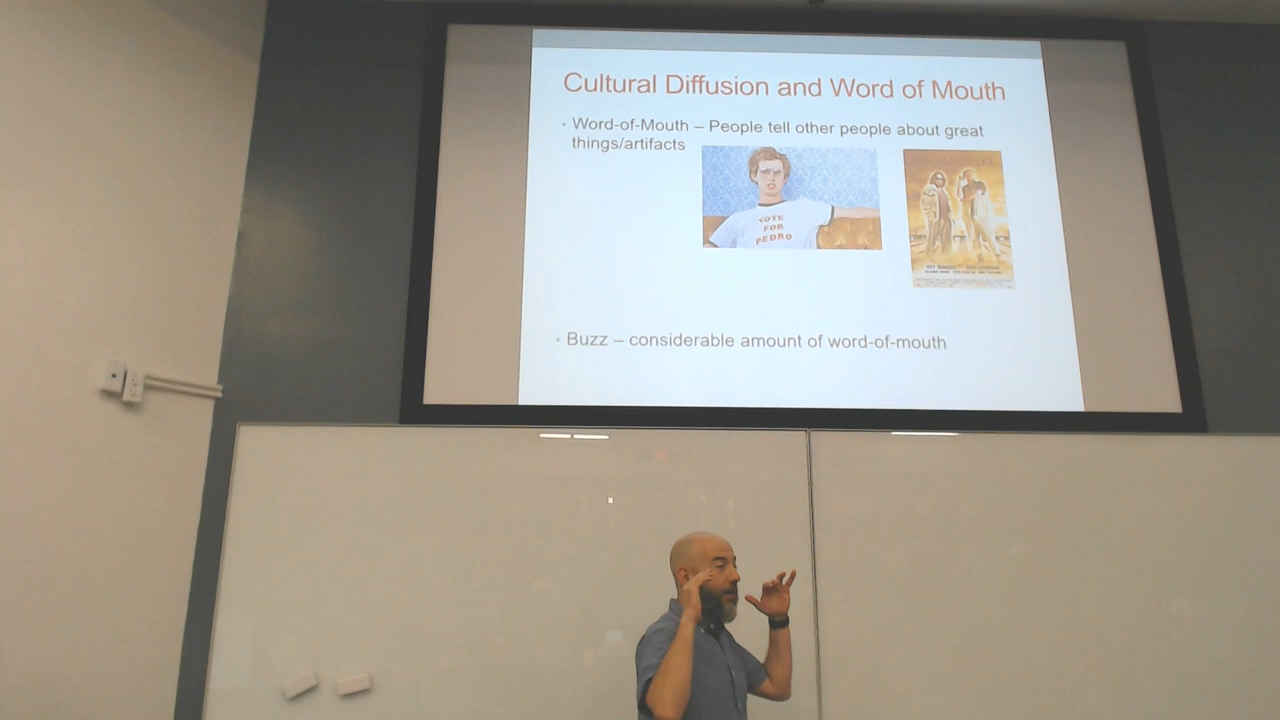 Cultural Diffusion and Word of Mouth
• Word-of-Mouth – People tell other people about great
things/artifacts
VOTE
FOR
PEDRO
• Buzz – considerable amount of word-of-mouth